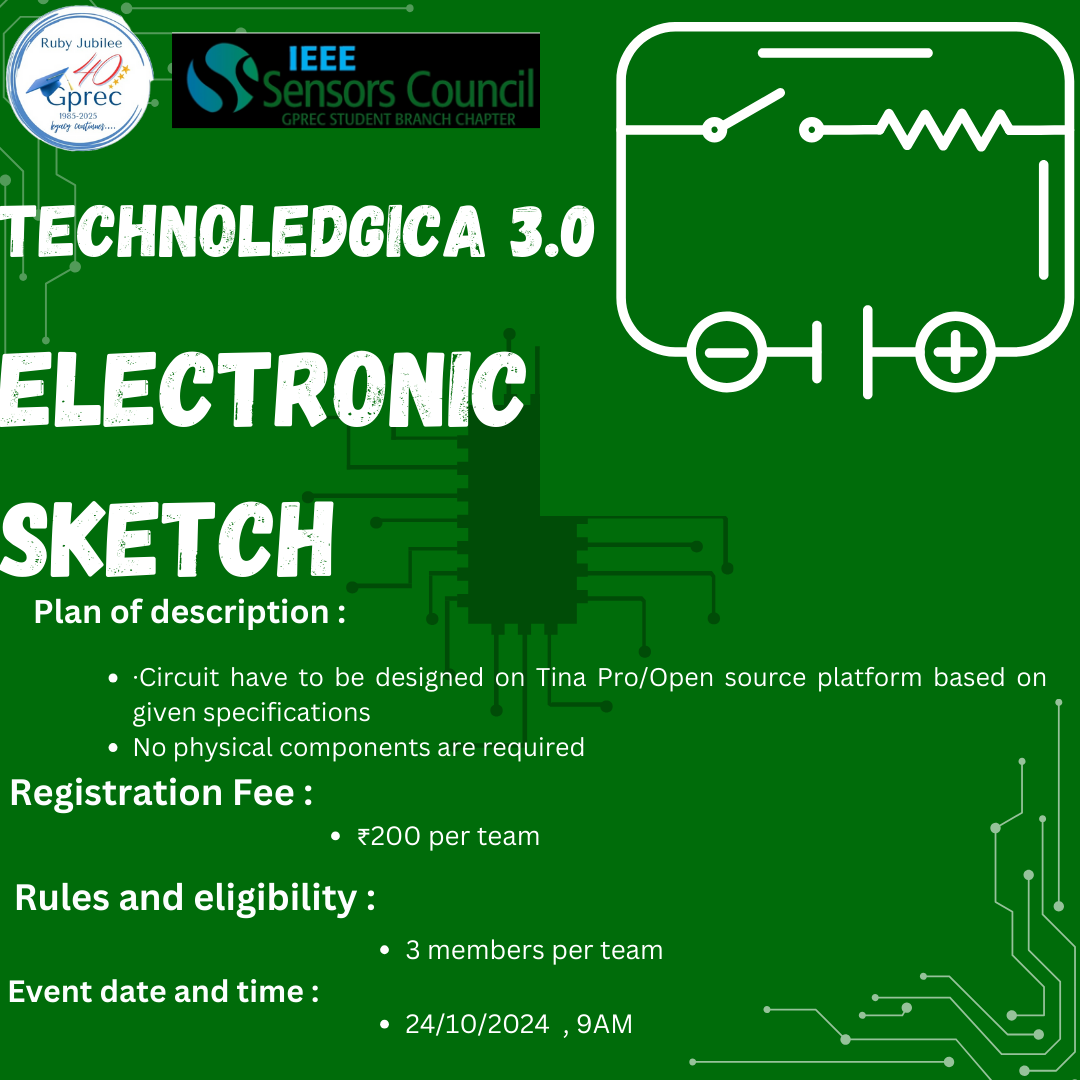 Ruby Jubilee
40
Gprec
1985-2025
legacy continues....
IEEE
Sensors Council
GPREC STUDENT BRANCH CHAPTER
TECHNOLEDGICA 3.0
ELECTRONIC
SKETCH
Plan of description :
• ·Circuit have to be designed on Tina Pro/Open source platform based on
given specifications
• No physical components are required
Registration Fee :
• ₹200 per team
Rules and eligibility :
• 3 members per team
Event date and time :
• 24/10/2024 , 9AM